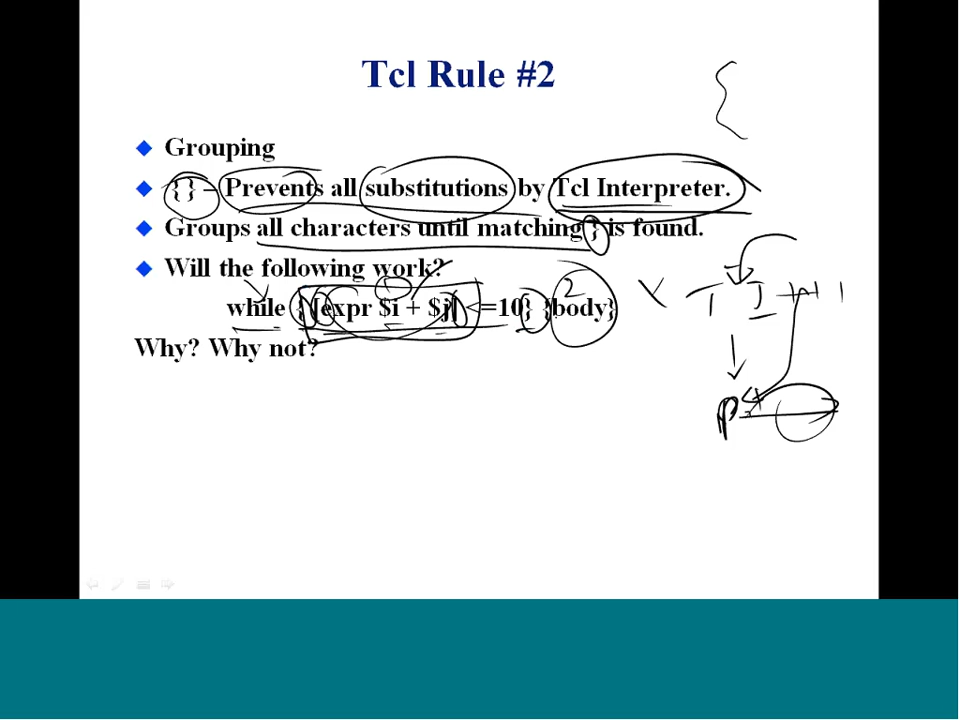 Tcl Rule #2
Grouping
{ } – Prevents all substitutions by Tcl Interpreter.
Groups all characters until matching } is found.
Will the following work?
while { [expr $i + $j] <=10} {body}
Why? Why not?
{
2